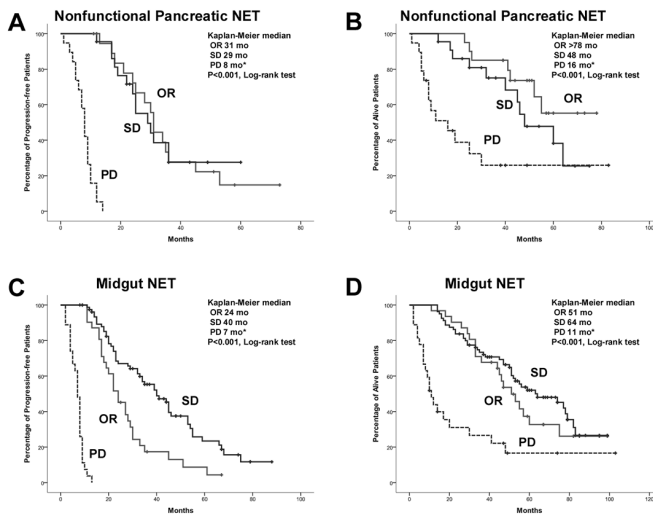 A
Nonfunctional Pancreatic NET
Kaplan-Meier median
OR 31 mo
SD 29 mo
PD 8 mo*
P<0.001, Log-rank test
Percentage of Progression-free Patients
100
80
60
40
20
0
OR
SD
PD
0 20 40 60 80
Months
B
Nonfunctional Pancreatic NET
Kaplan-Meier median
OR >78 mo
SD 48 mo
PD 16 mo*
P<0.001, Log-rank test
Percentage of Alive Patients
100
80
60
40
20
0
SD
OR
PD
0 20 40 60 80 100 120
Months
C
Midgut NET
Kaplan-Meier median
OR 24 mo
SD 40 mo
PD 7 mo*
P<0.001, Log-rank test
Percentage of Progression-free Patients
100
80
60
40
20
0
SD
OR
PD
0 20 40 60 80 100
Months
D
Midgut NET
Kaplan-Meier median
OR 51 mo
SD 64 mo
PD 11 mo*
P<0.001, Log-rank test
Percentage of Alive Patients
100
80
60
40
20
0
SD
OR
PD
0 20 40 60 80 100 120
Months